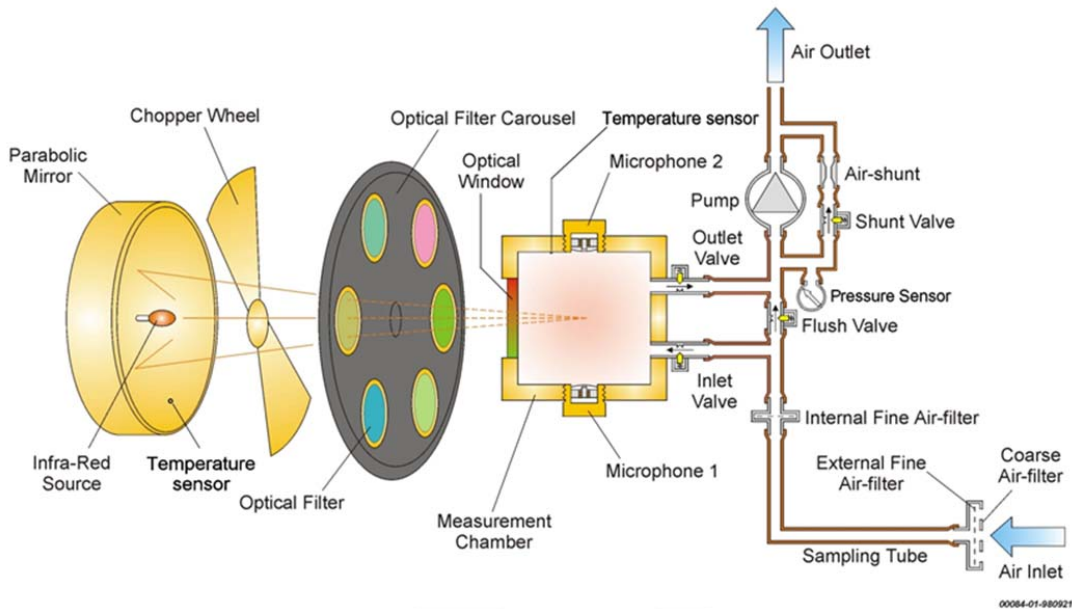 Air Outlet
Chopper Wheel
Optical Filter Carousel
Temperature sensor
Parabolic
Mirror
Optical
Window
Microphone 2
Air-shunt
Pump
Shunt Valve
Outlet
Valve
Pressure Sensor
Flush Valve
Inlet
Valve
Internal Fine Air-filter
Infra-Red
Source
Temperature
sensor
Optical Filter
Microphone 1
External Fine
Air-filter
Coarse
Air-filter
Measurement
Chamber
Sampling Tube
Air Inlet
00084-01-980921